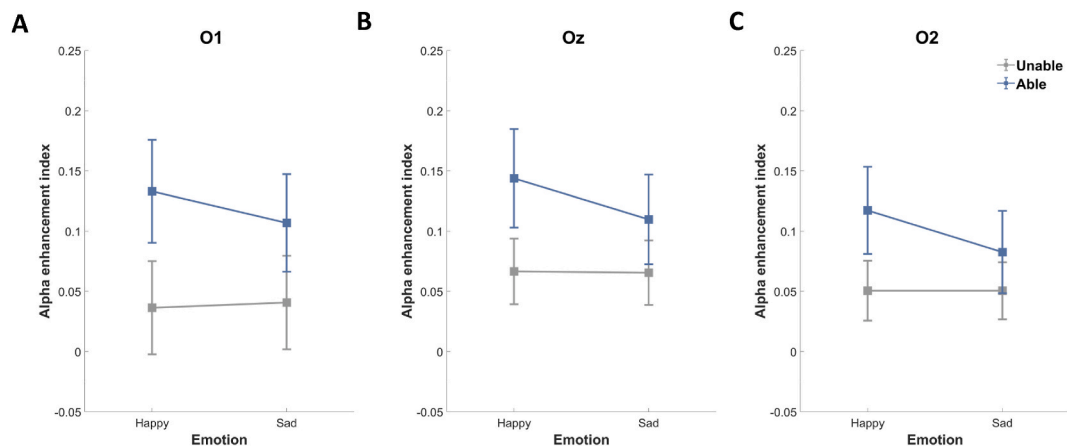 A
O1
Alpha enhancement index
0.25
0.2
0.15
0.1
0.05
0
-0.05
Happy
Sad
Emotion
B
Oz
Alpha enhancement index
0.25
0.2
0.15
0.1
0.05
0
-0.05
Happy
Sad
Emotion
C
O2
Unable
Able
Alpha enhancement index
0.25
0.2
0.15
0.1
0.05
0
-0.05
Happy
Sad
Emotion